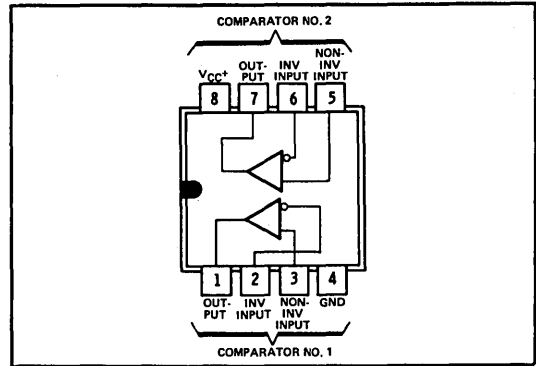 COMPARATOR NO. 2
VCC+
OUT-
PUT
INV
INPUT
NON-
INV
INPUT
8 7 6 5
1 2 3 4
OUT-
PUT
INV
INPUT
NON-
INV
INPUT
GND
COMPARATOR NO. 1